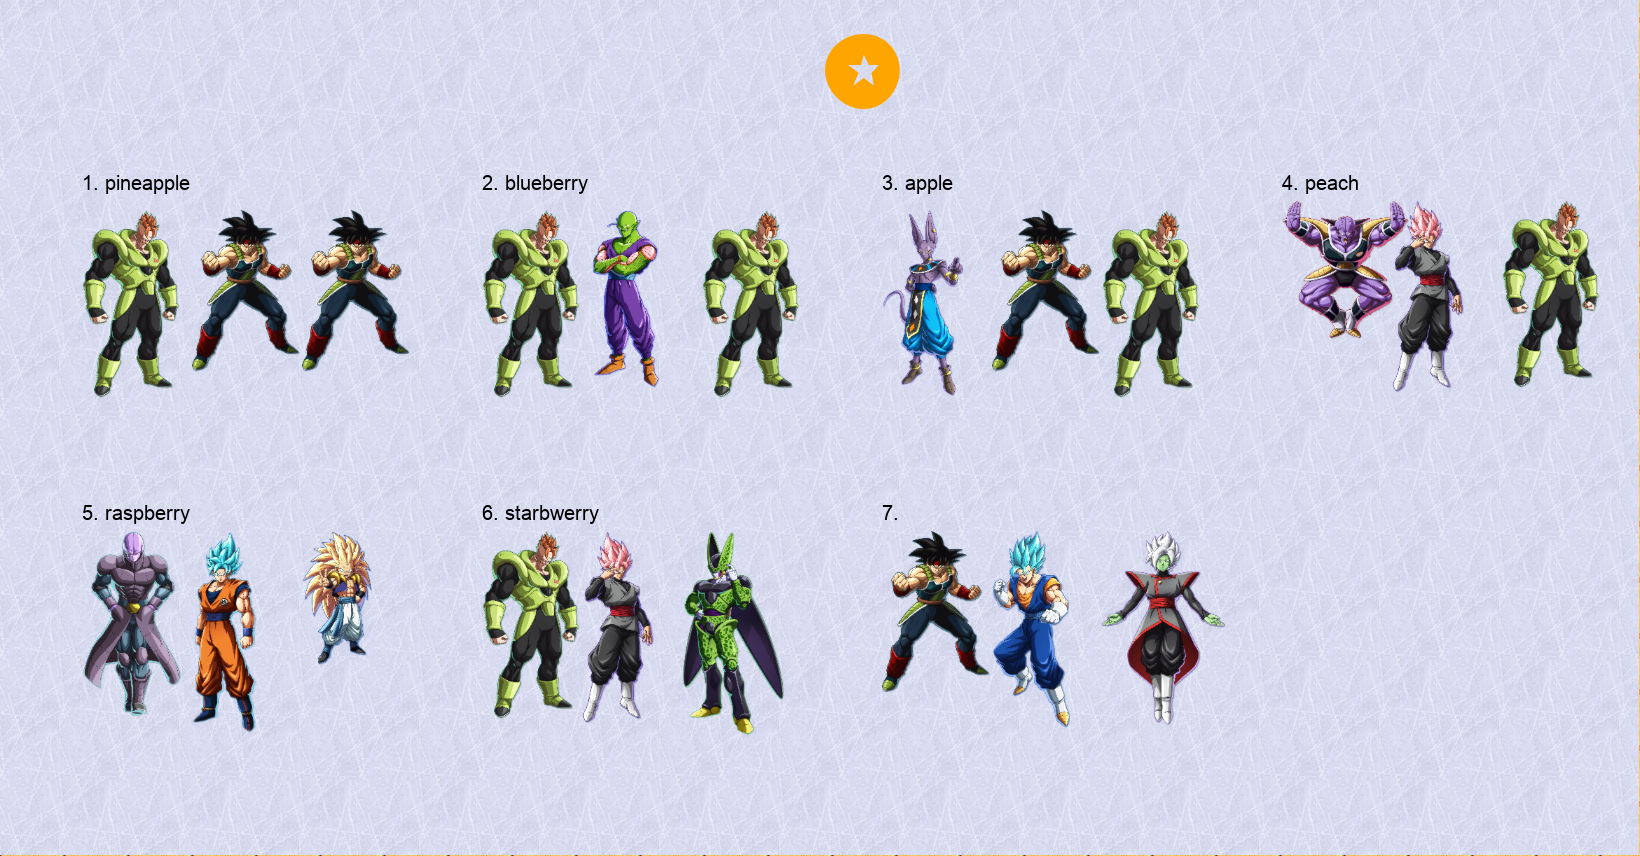 1. pineapple
2. blueberry
3. apple
4. peach
5. raspberry
6. starbwerry
7.